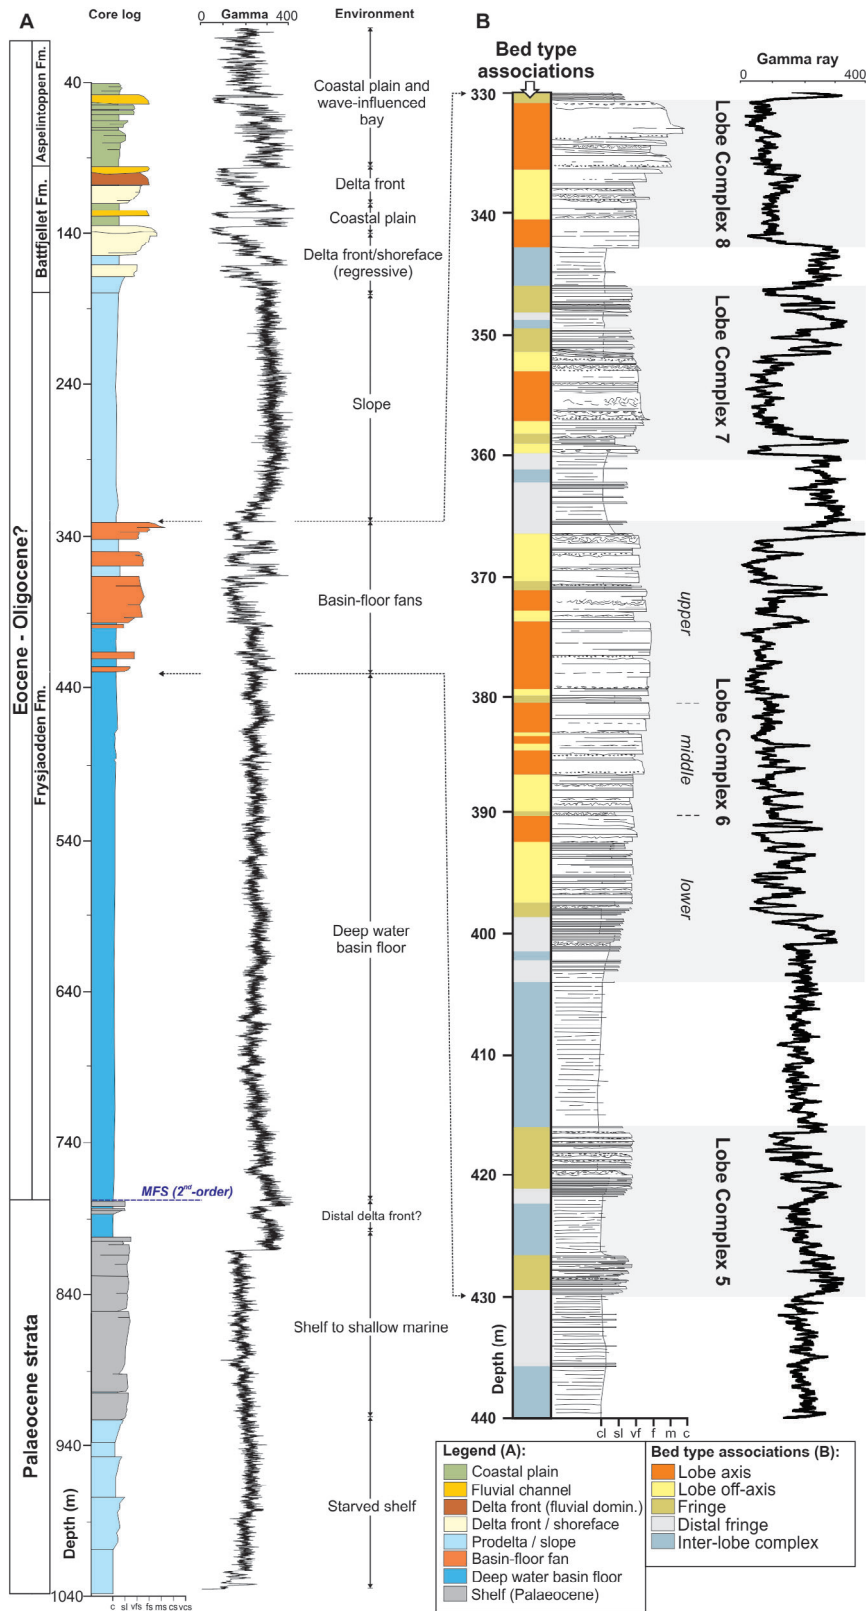 A
Core log
0 Gamma 400
Environment
Eocene - Oligocene?
Palaeocene strata
Aspelintoppen Fm.
Battfjellet Fm.
Frysjaodden Fm.
Depth (m)
40
140
240
340
440
540
640
740
840
940
1040
MFS (2nd-order)
c sl vfs fs ms cs vcs
Coastal plain and
wave-influenced
bay
Delta front
Coastal plain
Delta front/shoreface
(regressive)
Slope
Basin-floor fans
Deep water
basin floor
Distal delta front?
Shelf to shallow marine
Starved shelf
B
Bed type
associations
Gamma ray
0 400
330
340
350
360
370
380
390
400
410
420
430
440
Depth (m)
cl sl vf f m c
Lobe Complex 8
Lobe Complex 7
Lobe Complex 6
upper
middle
lower
Lobe Complex 5
Legend (A):
Coastal plain
Fluvial channel
Delta front (fluvial domin.)
Delta front / shoreface
Prodelta / slope
Basin-floor fan
Deep water basin floor
Shelf (Palaeocene)
Bed type associations (B):
Lobe axis
Lobe off-axis
Fringe
Distal fringe
Inter-lobe complex